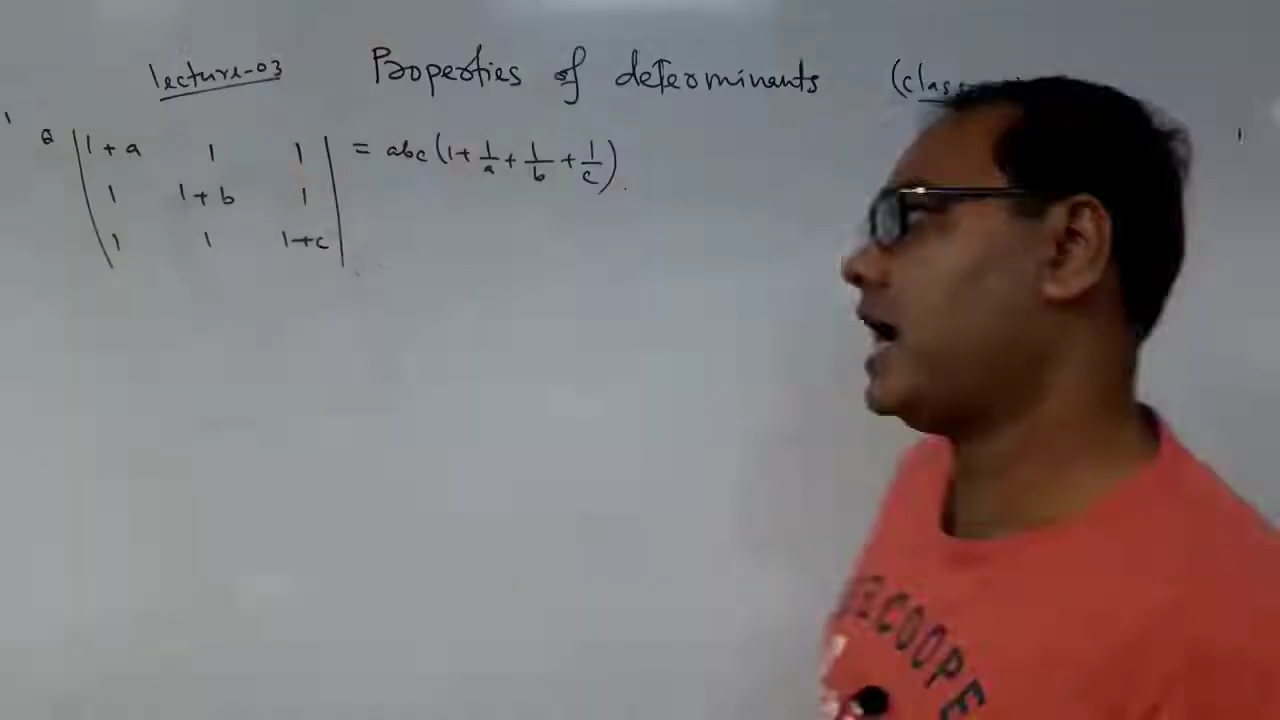 lecture-03 Properties of determinants
Q |1+a 1 1| = abc(1+1/a+1/b+1/c).
|1 1+b 1|
|1 1 1+c|